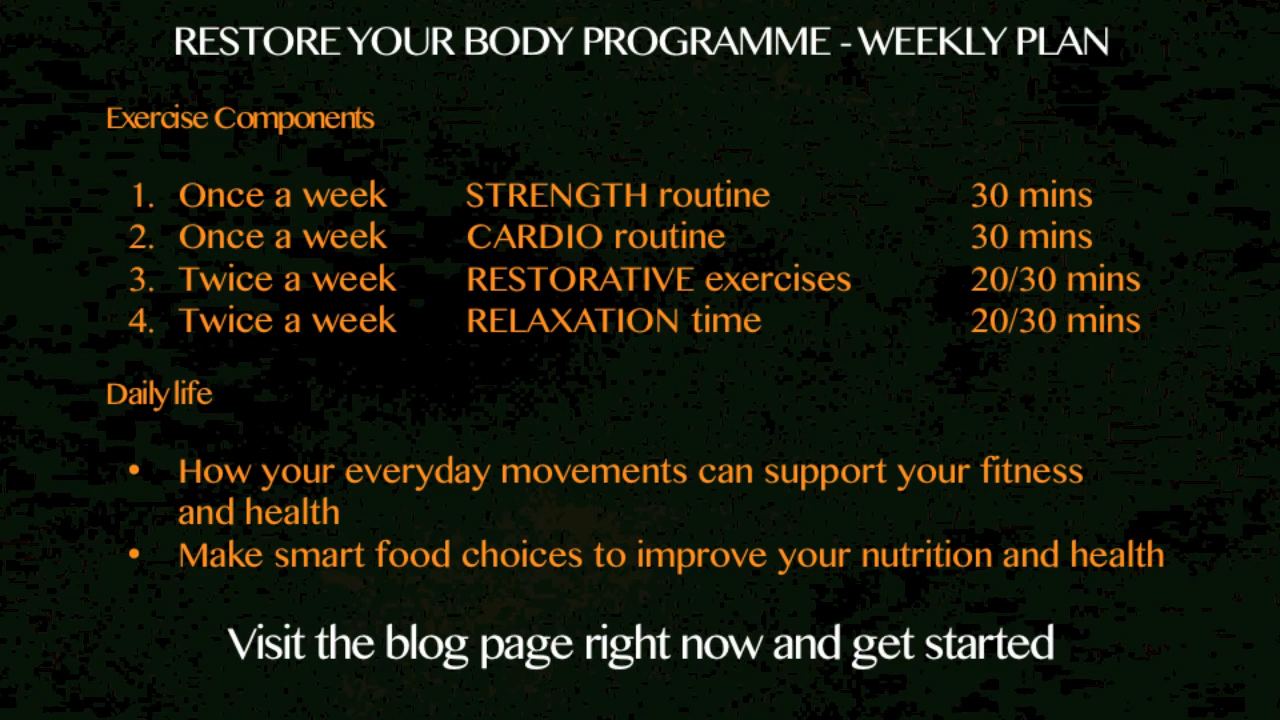 RESTORE YOUR BODY PROGRAMME - WEEKLY PLAN
Exercise Components
1. Once a week STRENGTH routine 30 mins
2. Once a week CARDIO routine 30 mins
3. Twice a week RESTORATIVE exercises 20/30 mins
4. Twice a week RELAXATION time 20/30 mins
Daily life
• How your everyday movements can support your fitness
and health
• Make smart food choices to improve your nutrition and health
Visit the blog page right now and get started